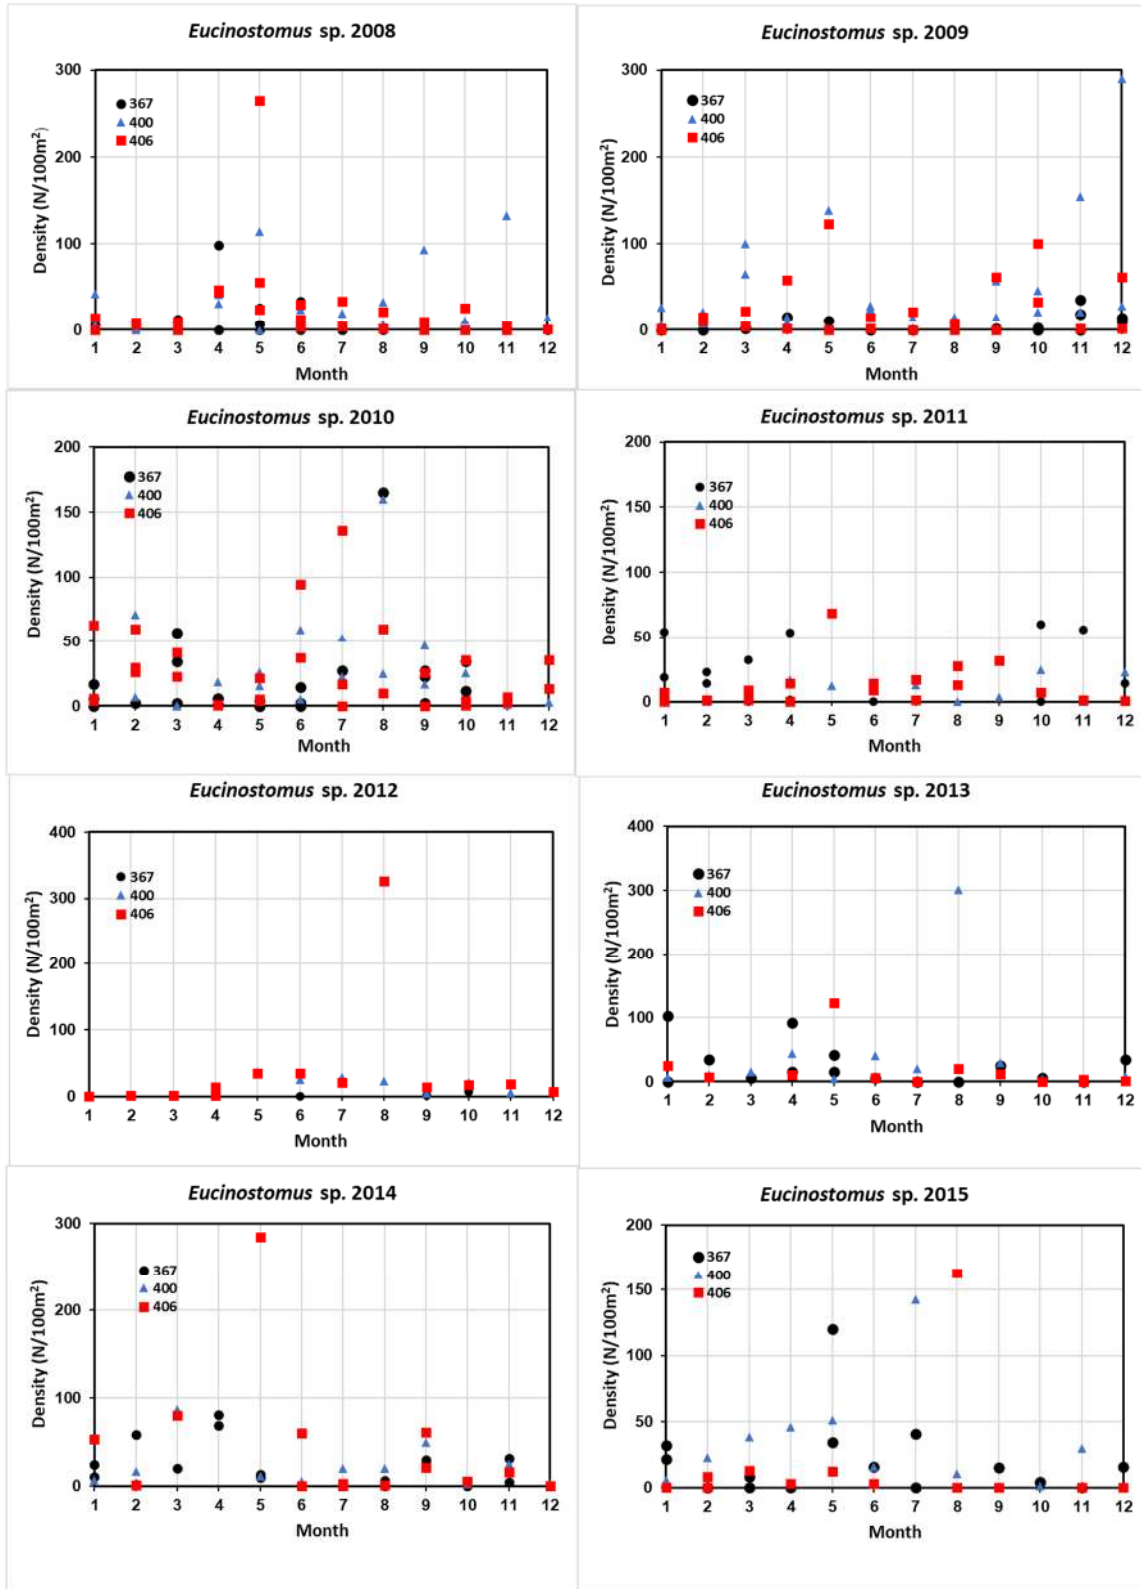 Eucinostomus sp. 2008
Density (N/100m²)
300
200
100
0
367
400
406
1 2 3 4 5 6 7 8 9 10 11 12
Month
Eucinostomus sp. 2009
Density (N/100m²)
300
200
100
0
367
400
406
1 2 3 4 5 6 7 8 9 10 11 12
Month
Eucinostomus sp. 2010
Density (N/100m²)
200
150
100
50
0
367
400
406
1 2 3 4 5 6 7 8 9 10 11 12
Month
Eucinostomus sp. 2011
Density (N/100m²)
200
150
100
50
0
367
400
406
1 2 3 4 5 6 7 8 9 10 11 12
Month
Eucinostomus sp. 2012
Density (N/100m²)
400
300
200
100
0
367
400
406
1 2 3 4 5 6 7 8 9 10 11 12
Month
Eucinostomus sp. 2013
Density (N/100m²)
400
300
200
100
0
367
400
406
1 2 3 4 5 6 7 8 9 10 11 12
Month
Eucinostomus sp. 2014
Density (N/100m²)
300
200
100
0
367
400
406
1 2 3 4 5 6 7 8 9 10 11 12
Month
Eucinostomus sp. 2015
Density (N/100m²)
200
150
100
50
0
367
400
406
1 2 3 4 5 6 7 8 9 10 11 12
Month